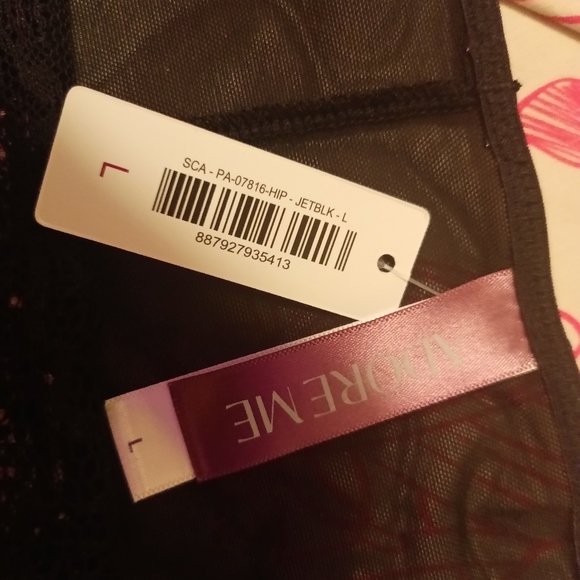 L
SCA - PA-07816-HIP - JETBLK - L
887927935413
ADORE ME
L